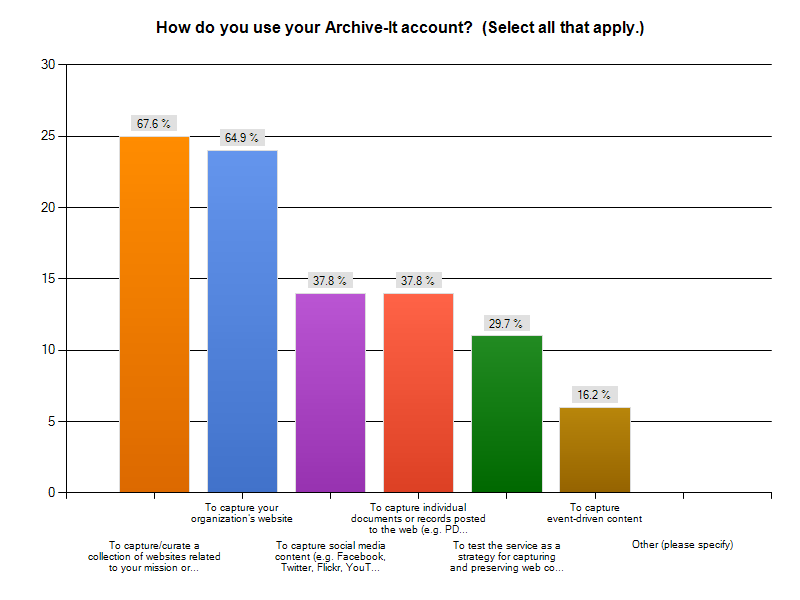 How do you use your Archive-It account?  (Select all that apply.)
30
25
20
15
10
5
0
67.6 %
64.9 %
37.8 %
37.8 %
29.7 %
16.2 %
To capture/curate a
collection of websites related
to your mission or...
To capture your
organization's website
To capture social media
content (e.g. Facebook,
Twitter, Flickr, YouT...
To capture individual
documents or records posted
to the web (e.g. PD...
To test the service as a
strategy for capturing
and preserving web co...
To capture
event-driven content
Other (please specify)